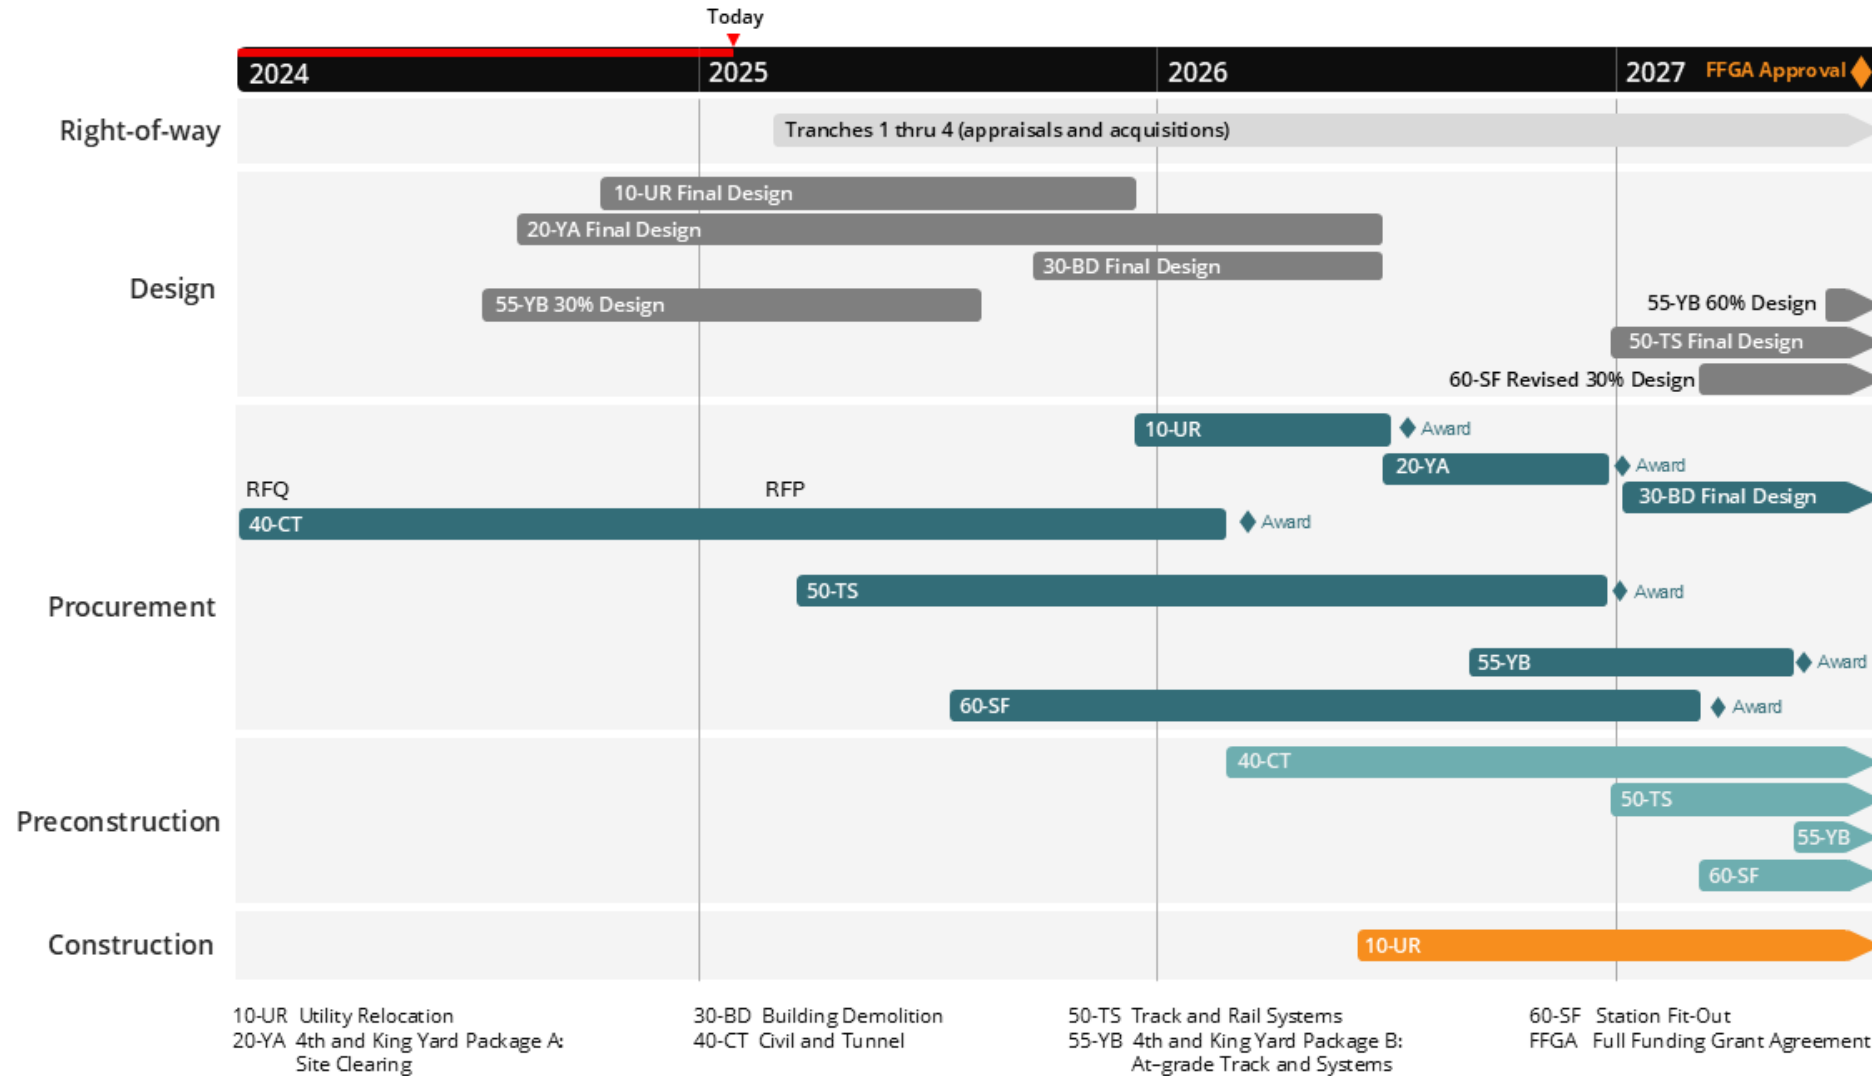 Today
2024 2025 2026 2027 FFGA Approval
Right-of-way
Tranches 1 thru 4 (appraisals and acquisitions)
Design
10-UR Final Design
20-YA Final Design
30-BD Final Design
55-YB 30% Design
55-YB 60% Design
50-TS Final Design
60-SF Revised 30% Design
Procurement
10-UR Award
20-YA Award
30-BD Final Design
RFQ RFP
40-CT Award
50-TS Award
55-YB Award
60-SF Award
Preconstruction
40-CT
50-TS
55-YB
60-SF
Construction
10-UR
10-UR Utility Relocation
20-YA 4th and King Yard Package A:
Site Clearing
30-BD Building Demolition
40-CT Civil and Tunnel
50-TS Track and Rail Systems
55-YB 4th and King Yard Package B:
At-grade Track and Systems
60-SF Station Fit-Out
FFGA Full Funding Grant Agreement